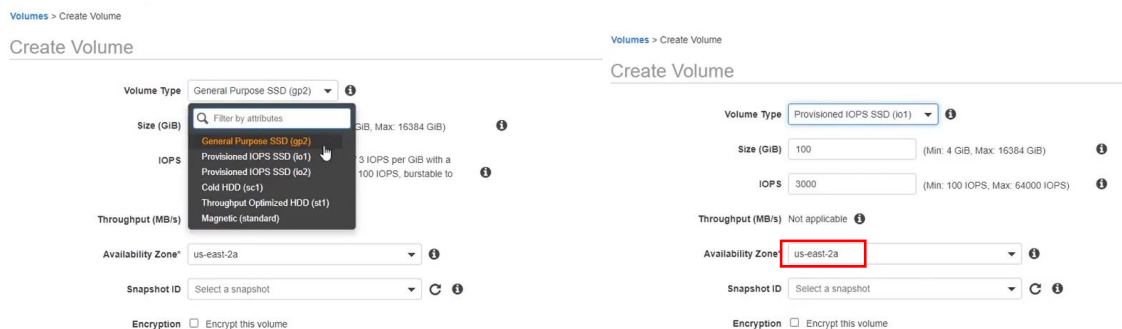 Volumes > Create Volume
Create Volume
Volume Type General Purpose SSD (gp2)
Filter by attributes
General Purpose SSD (gp2)
Provisioned IOPS SSD (io1)
Provisioned IOPS SSD (io2)
Cold HDD (sc1)
Throughput Optimized HDD (st1)
Magnetic (standard)
Size (GiB) GiB, Max: 16384 GiB)
IOPS 3 IOPS per GiB with a
100 IOPS, burstable to
Throughput (MB/s)
Availability Zone* us-east-2a
Snapshot ID Select a snapshot
Encryption Encrypt this volume
Volumes > Create Volume
Create Volume
Volume Type Provisioned IOPS SSD (io1)
Size (GiB) 100 (Min: 4 GiB, Max: 16384 GiB)
IOPS 3000 (Min: 100 IOPS, Max: 64000 IOPS)
Throughput (MB/s) Not applicable
Availability Zone* us-east-2a
Snapshot ID Select a snapshot
Encryption Encrypt this volume